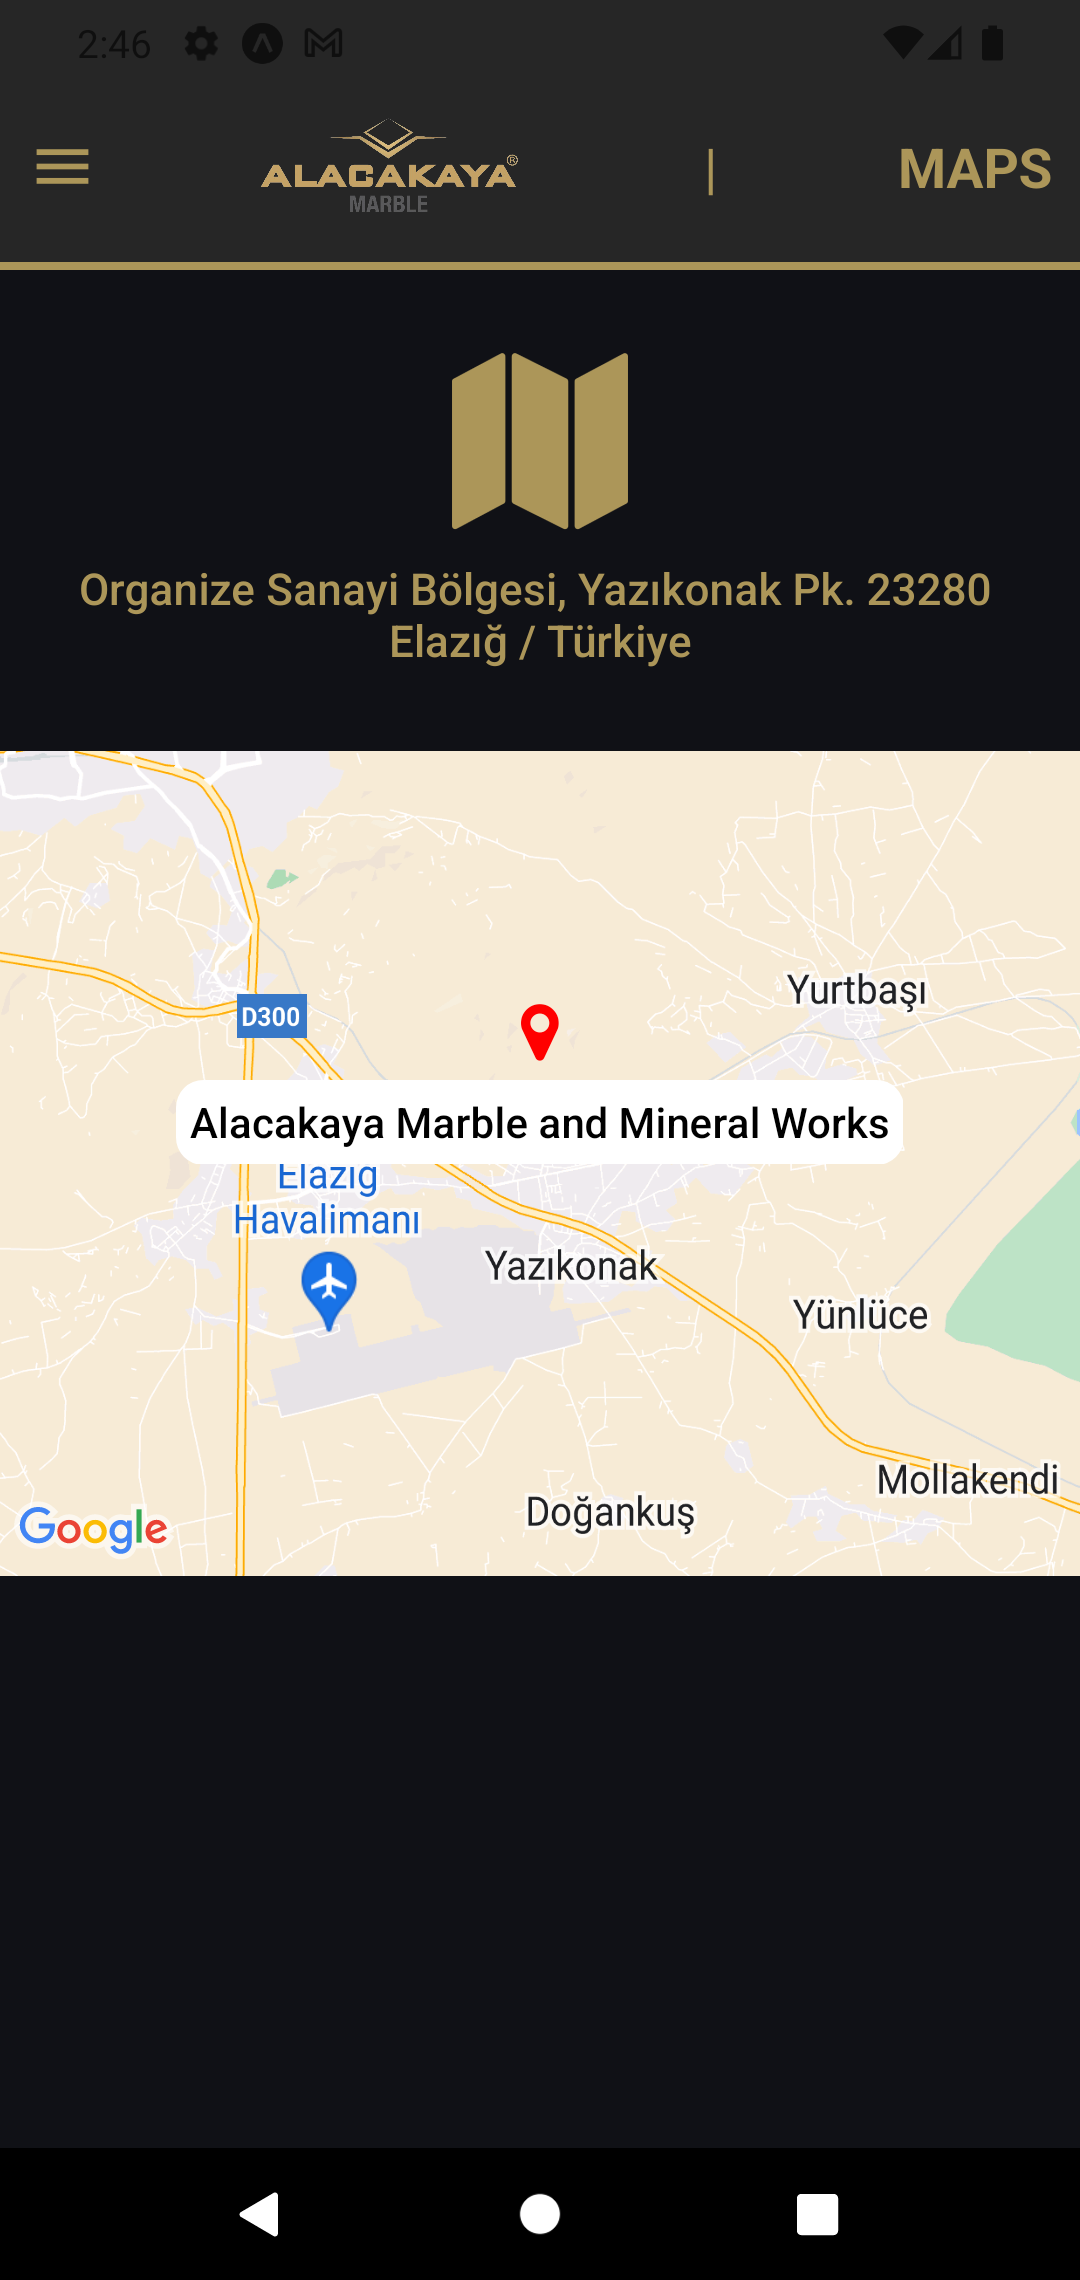 2:46
ALACAKAYA®
MARBLE
|
MAPS
Organize Sanayi Bölgesi, Yazıkonak Pk. 23280
Elazığ / Türkiye
Yurtbaşı
D300
Alacakaya Marble and Mineral Works
Elazığ
Havalimanı
Yazıkonak
Yünlüce
Mollakendi
Doğankuş
Google